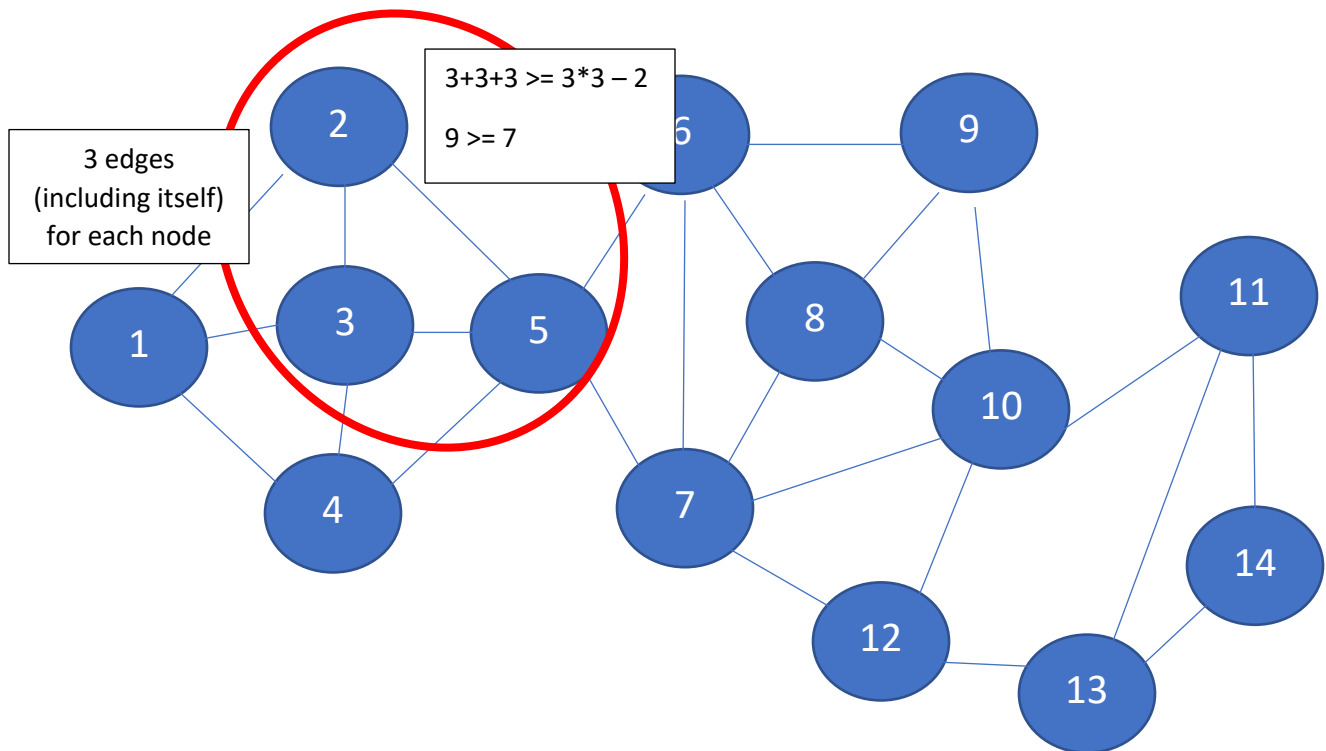 3+3+3 >= 3*3 – 2
9 >= 7
3 edges
(including itself)
for each node
2
6
9
1
3
5
8
11
10
4
7
14
12
13